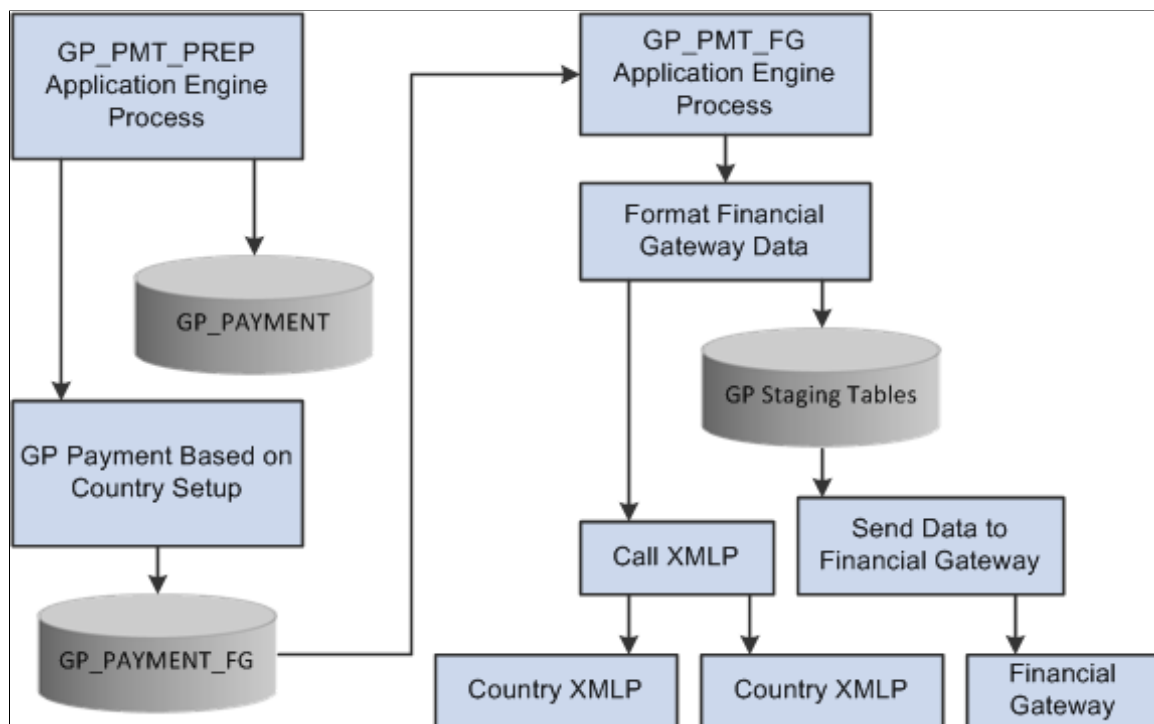 GP_PMT_PREP
Application Engine
Process
GP_PAYMENT
GP Payment Based on
Country Setup
GP_PAYMENT_FG
GP_PMT_FG
Application Engine
Process
Format Financial
Gateway Data
GP Staging Tables
Call XMLP
Send Data to
Financial Gateway
Country XMLP
Country XMLP
Financial
Gateway